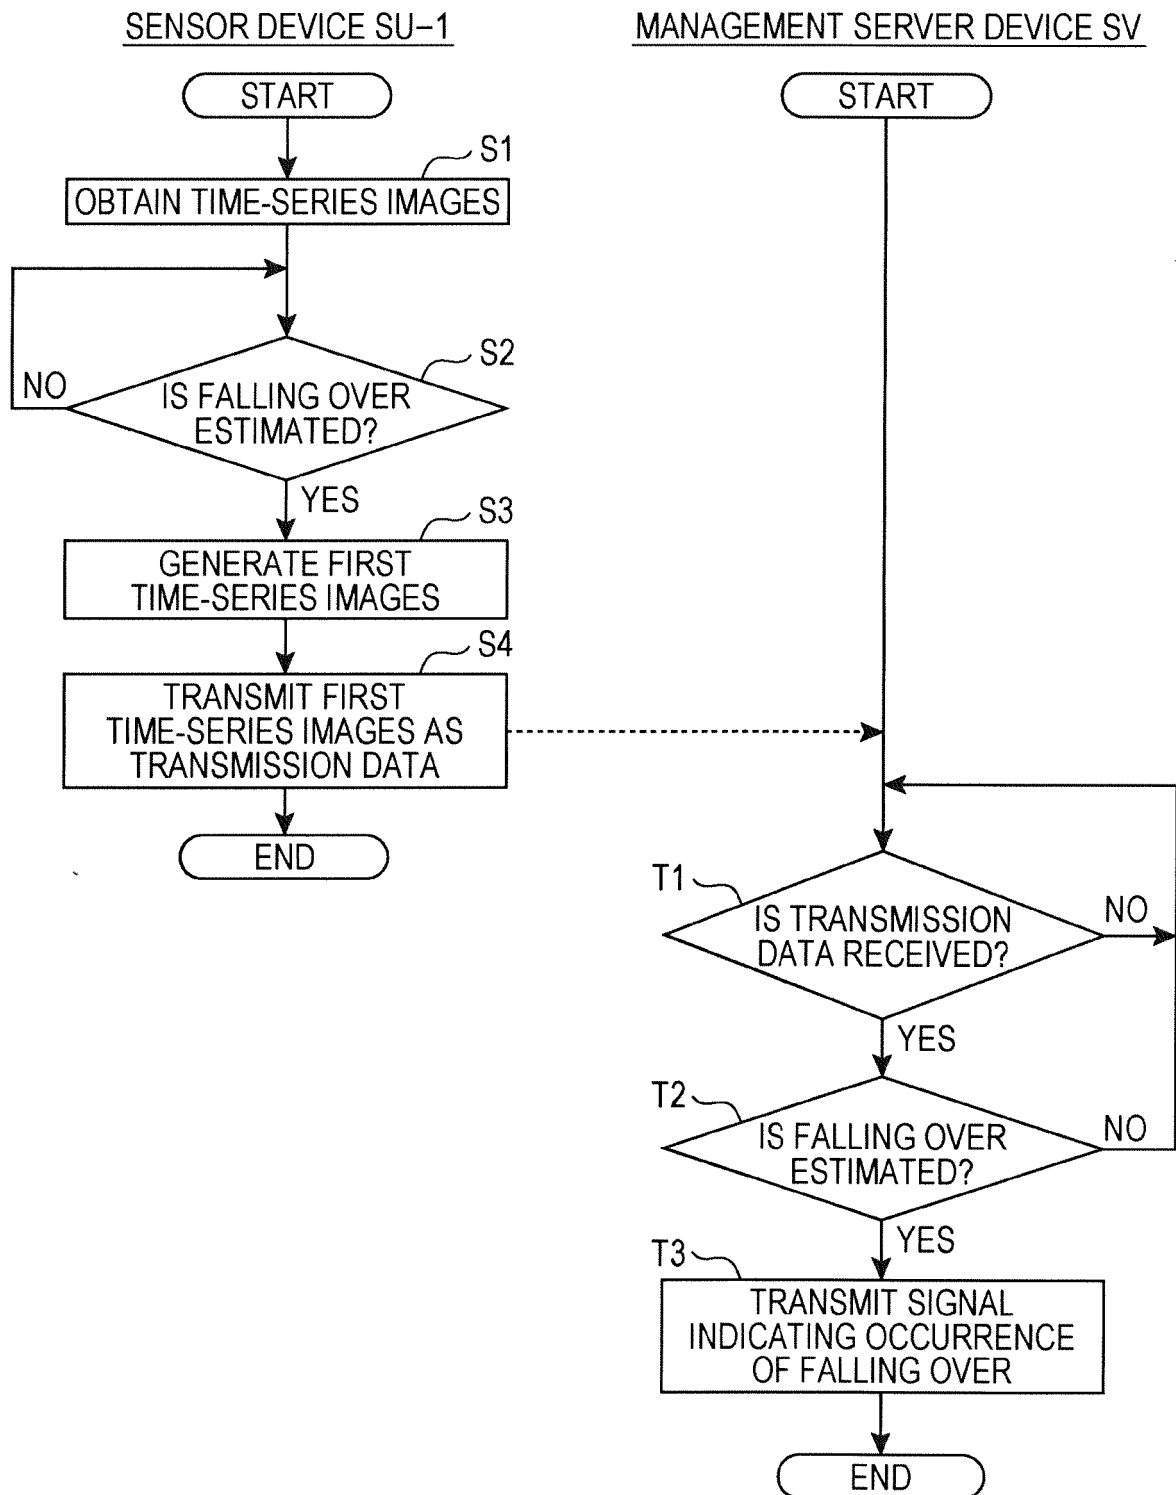 SENSOR DEVICE SU-1
START
S1
OBTAIN TIME-SERIES IMAGES
S2
NO
IS FALLING OVER
ESTIMATED?
YES
S3
GENERATE FIRST
TIME-SERIES IMAGES
S4
TRANSMIT FIRST
TIME-SERIES IMAGES AS
TRANSMISSION DATA
END
MANAGEMENT SERVER DEVICE SV
START
T1
IS TRANSMISSION
DATA RECEIVED?
NO
YES
T2
IS FALLING OVER
ESTIMATED?
NO
YES
T3
TRANSMIT SIGNAL
INDICATING OCCURRENCE
OF FALLING OVER
END